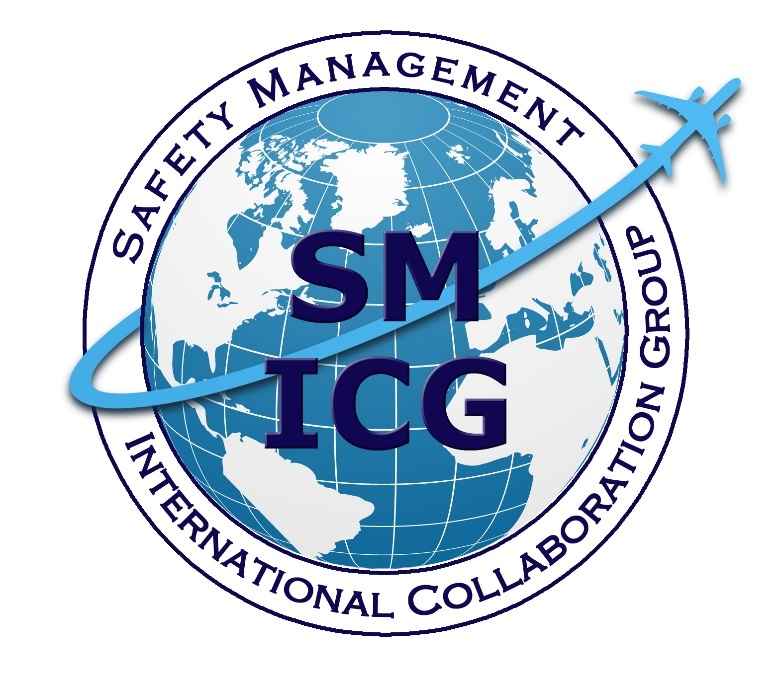 SAFETY MANAGEMENT
SM
ICG
INTERNATIONAL COLLABORATION GROUP